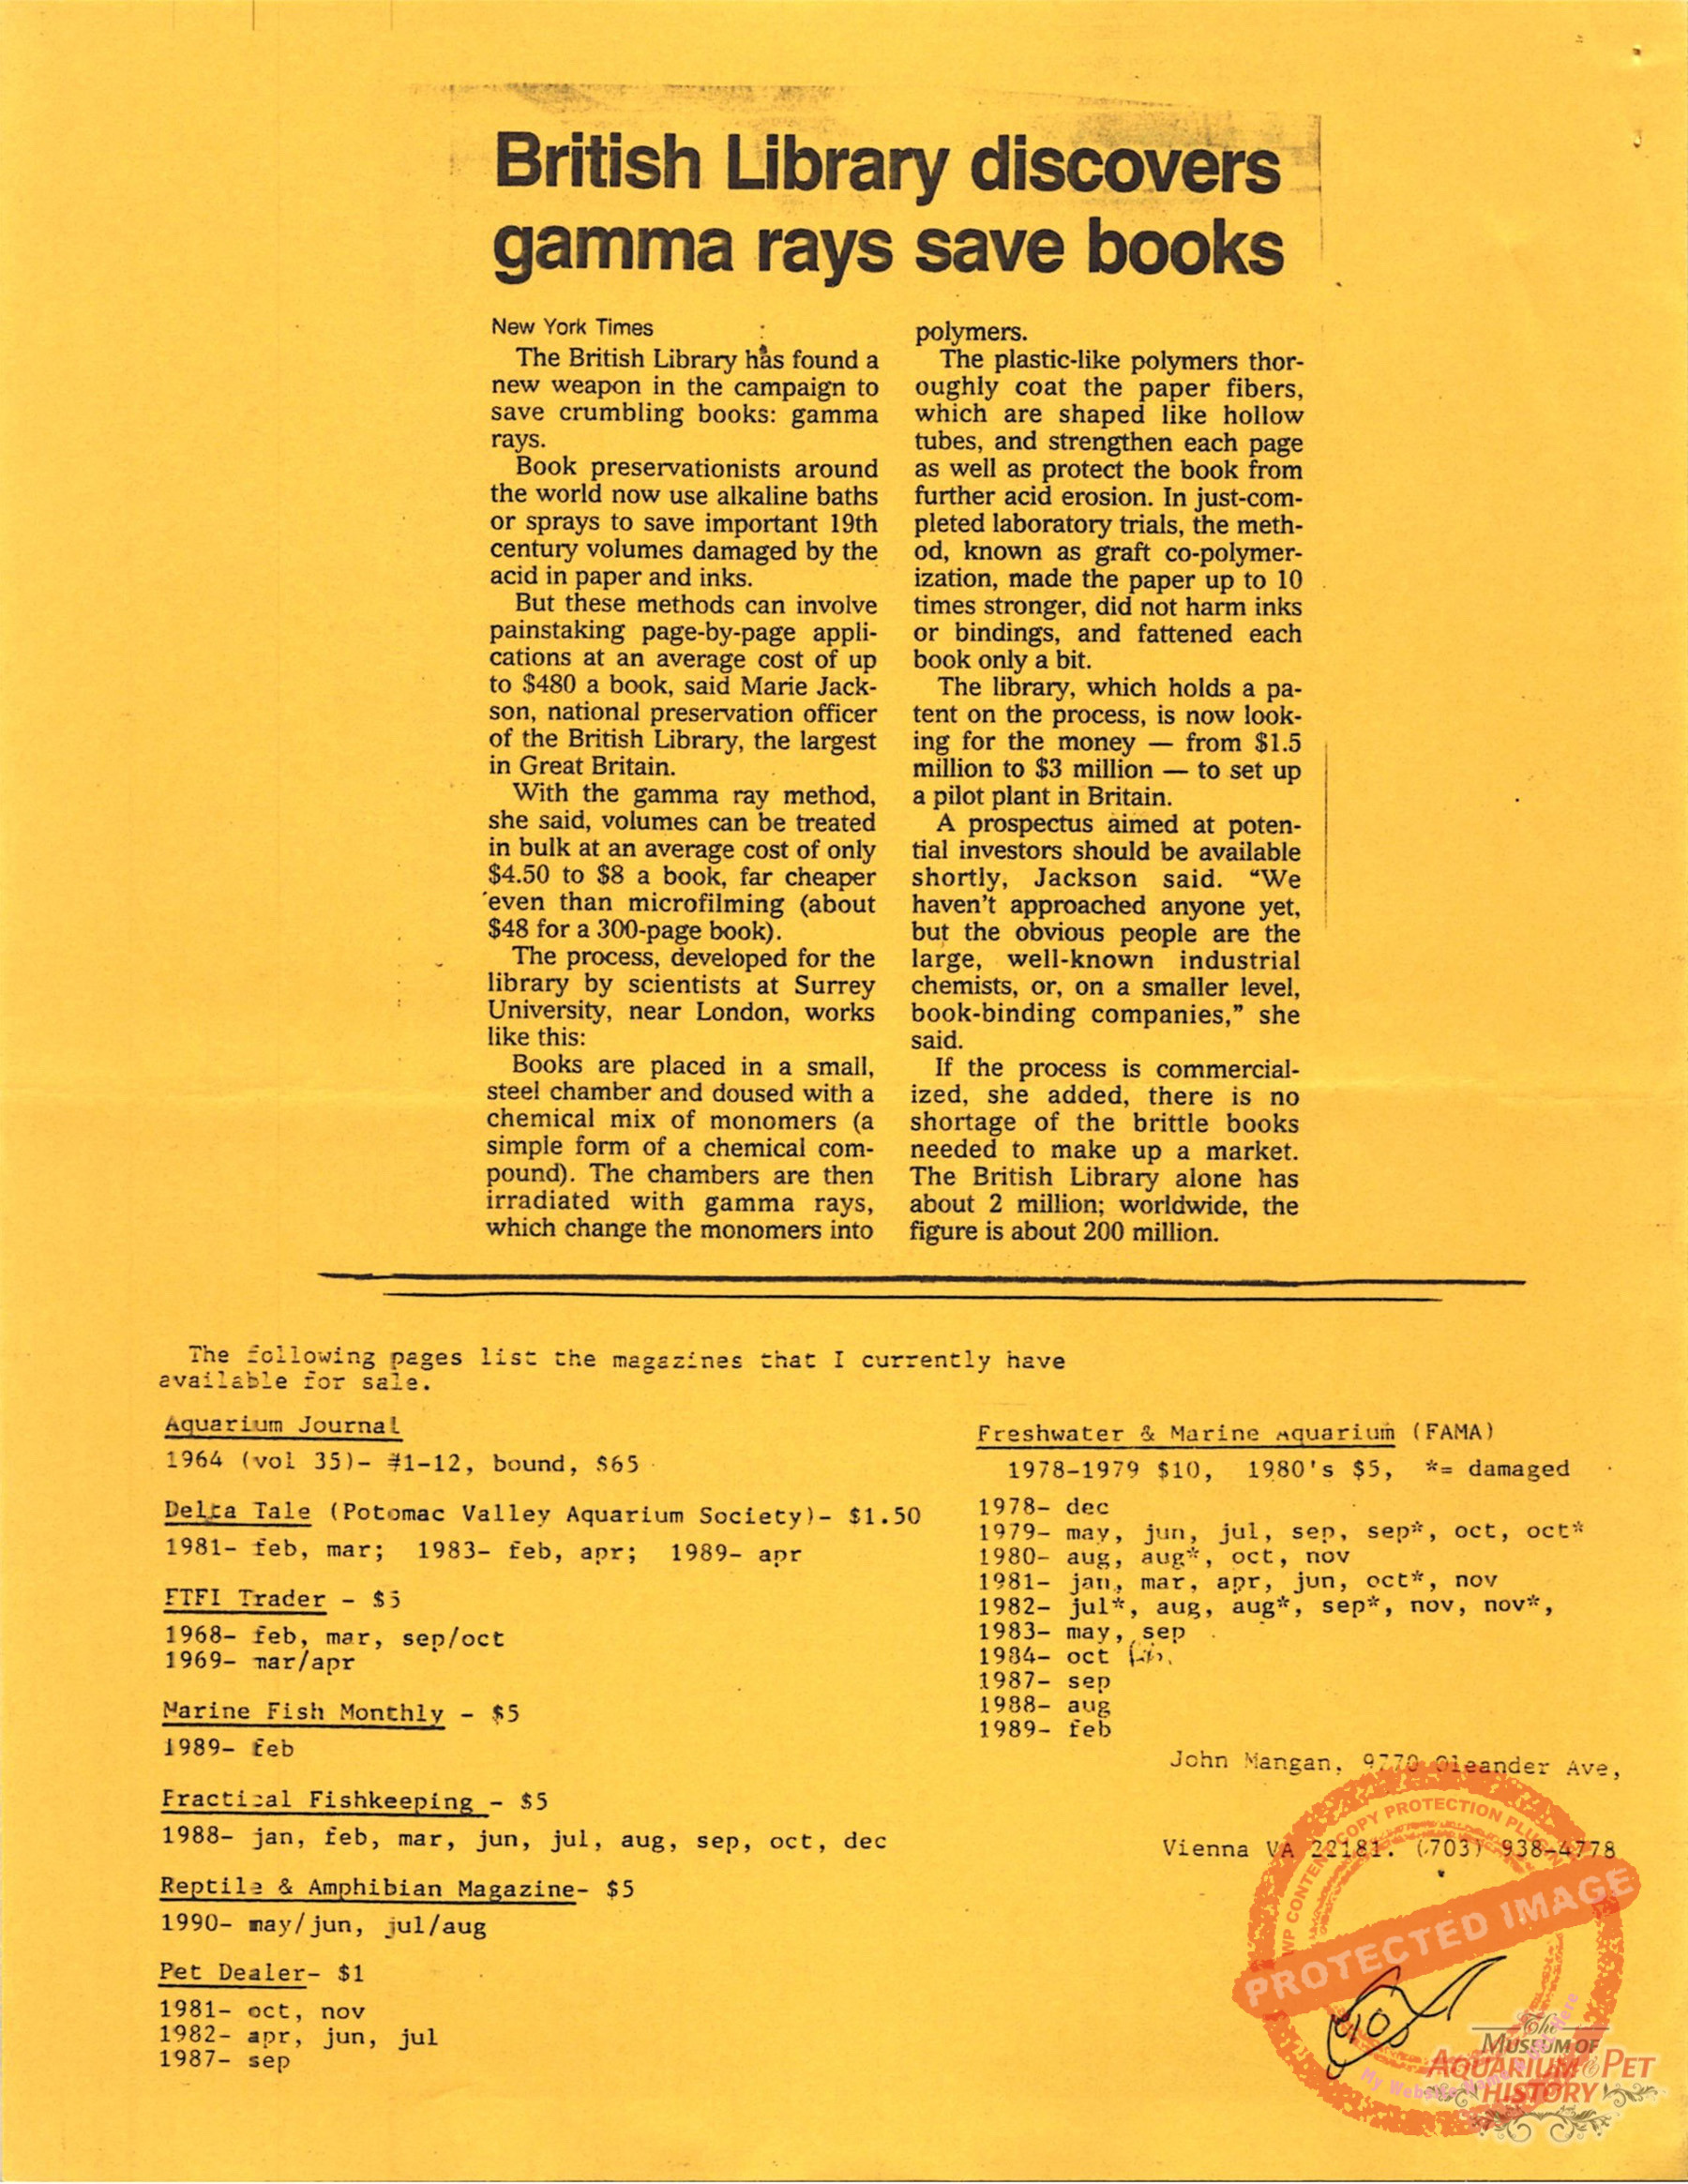 British Library discovers
gamma rays save books
New York Times
The British Library has found a
new weapon in the campaign to
save crumbling books: gamma
rays.
Book preservationists around
the world now use alkaline baths
or sprays to save important 19th
century volumes damaged by the
acid in paper and inks.
But these methods can involve
painstaking page-by-page appli-
cations at an average cost of up
to $480 a book, said Marie Jack-
son, national preservation officer
of the British Library, the largest
in Great Britain.
With the gamma ray method,
she said, volumes can be treated
in bulk at an average cost of only
$4.50 to $8 a book, far cheaper
even than microfilming (about
$48 for a 300-page book).
The process, developed for the
library by scientists at Surrey
University, near London, works
like this:
Books are placed in a small,
steel chamber and doused with a
chemical mix of monomers (a
simple form of a chemical com-
pound). The chambers are then
irradiated with gamma rays,
which change the monomers into
polymers.
The plastic-like polymers thor-
oughly coat the paper fibers,
which are shaped like hollow
tubes, and strengthen each page
as well as protect the book from
further acid erosion. In just-com-
pleted laboratory trials, the meth-
od, known as graft co-polymer-
ization, made the paper up to 10
times stronger, did not harm inks
or bindings, and fattened each
book only a bit.
The library, which holds a pa-
tent on the process, is now look-
ing for the money — from $1.5
million to $3 million — to set up
a pilot plant in Britain.
A prospectus aimed at poten-
tial investors should be available
shortly, Jackson said. “We
haven't approached anyone yet,
but the obvious people are the
large, well-known industrial
chemists, or, on a smaller level,
book-binding companies,” she
said.
If the process is commercial-
ized, she added, there is no
shortage of the brittle books
needed to make up a market.
The British Library alone has
about 2 million; worldwide, the
figure is about 200 million.
The following pages list the magazines that I currently have
available for sale.
Aquarium Journal
1964 (vol 35)- #1-12, bound, $65
Delta Tale (Potomac Valley Aquarium Society)- $1.50
1981- feb, mar; 1983- feb, apr; 1989- apr
FTFI Trader - $5
1968- feb, mar, sep/oct
1969- mar/apr
Marine Fish Monthly - $5
1989- feb
Practical Fishkeeping - $5
1988- jan, feb, mar, jun, jul, aug, sep, oct, dec
Reptile & Amphibian Magazine- $5
1990- may/jun, jul/aug
Pet Dealer- $1
1981- oct, nov
1982- apr, jun, jul
1987- sep
Freshwater & Marine Aquarium (FAMA)
1978-1979 $10, 1980's $5, *= damaged
1978- dec
1979- may, jun, jul, sep, sep*, oct, oct*
1980- aug, aug*, oct, nov
1981- jan, mar, apr, jun, oct*, nov
1982- jul*, aug, aug*, sep*, nov, nov*,
1983- may, sep
1984- oct
1987- sep
1988- aug
1989- feb
John Mangan, 9770 Oleander Ave,
Vienna VA 22181. (703) 938-4778
WP CONTENT COPY PROTECTION PLUGIN
PROTECTED IMAGE
My Website Name Here
The
MUSEUM OF
AQUARIUM & PET
HISTORY